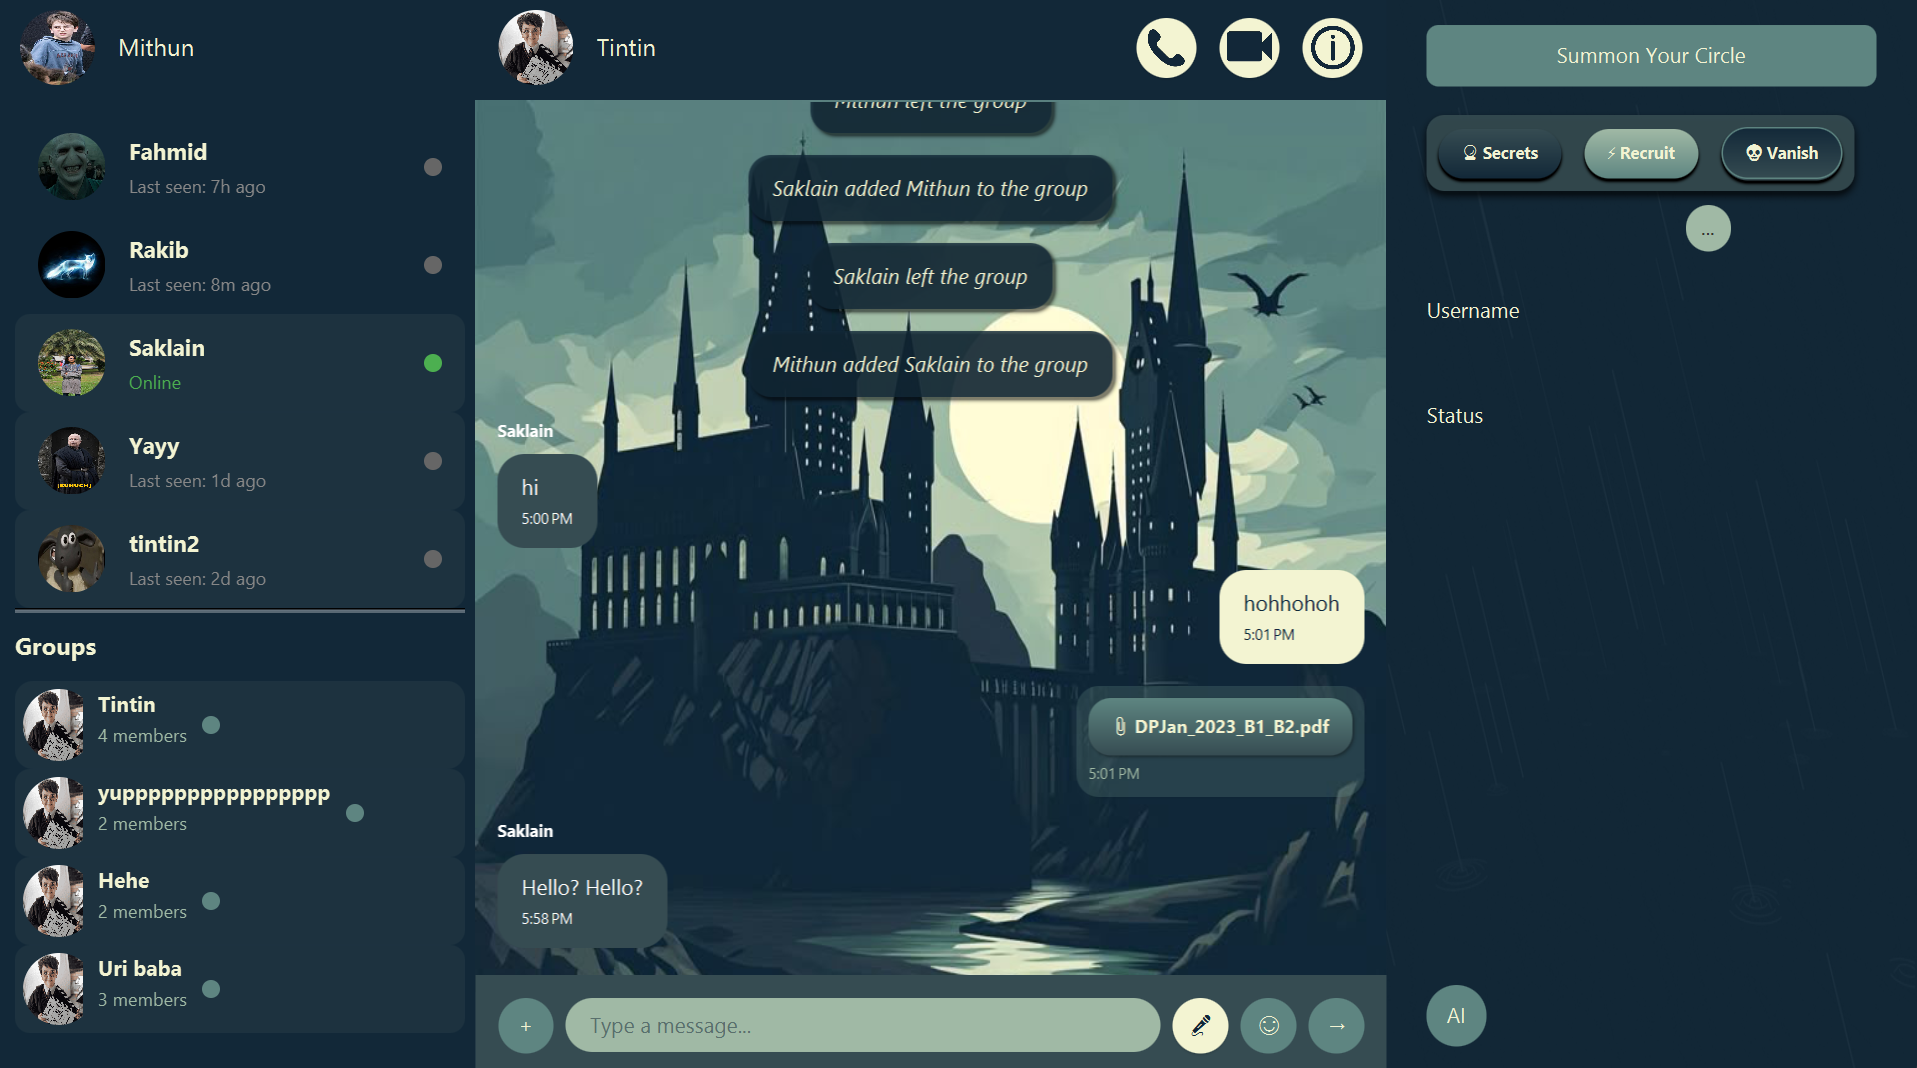 Mithun
Fahmid
Last seen: 7h ago
Rakib
Last seen: 8m ago
Saklain
Online
Yayy
Last seen: 1d ago
tintin2
Last seen: 2d ago
Groups
Tintin
4 members
yupppppppppppppppp
2 members
Hehe
2 members
Uri baba
3 members
Tintin
Mithun left the group
Saklain added Mithun to the group
Saklain left the group
Mithun added Saklain to the group
Saklain
hi
5:00 PM
hohhohoh
5:01 PM
DPJan_2023_B1_B2.pdf
5:01 PM
Saklain
Hello? Hello?
5:58 PM
+
Type a message...
→
Summon Your Circle
Secrets
Recruit
Vanish
...
Username
Status
AI